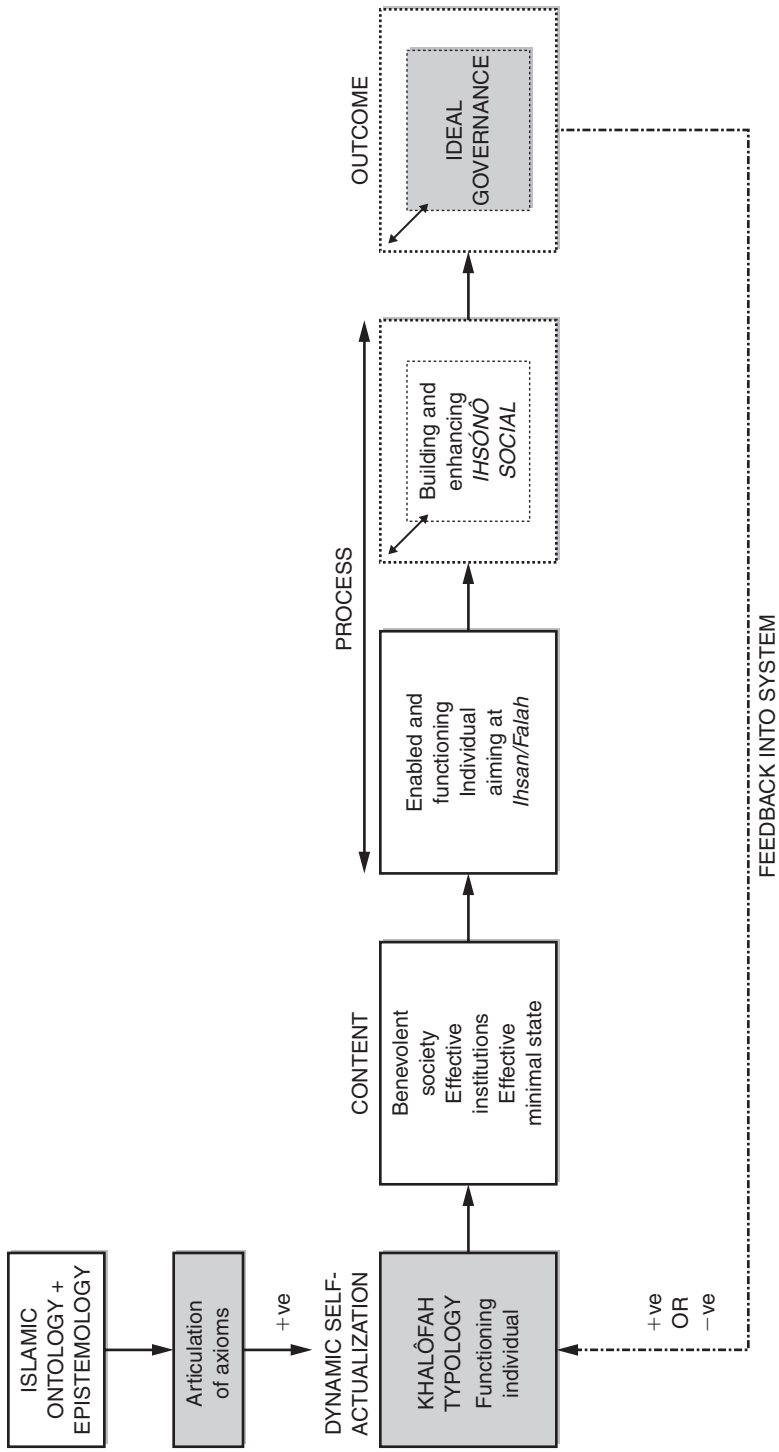 ISLAMIC
ONTOLOGY +
EPISTEMOLOGY
Articulation
of axioms
+ve
DYNAMIC SELF-
ACTUALIZATION
KHALÔFAH
TYPOLOGY
Functioning
individual
CONTENT
Benevolent
society
Effective
institutions
Effective
minimal state
PROCESS
Enabled and
functioning
Individual
aiming at
Ihsan/Falah
Building and
enhancing
IHSÓNÔ
SOCIAL
OUTCOME
IDEAL
GOVERNANCE
+ve
OR
−ve
FEEDBACK INTO SYSTEM